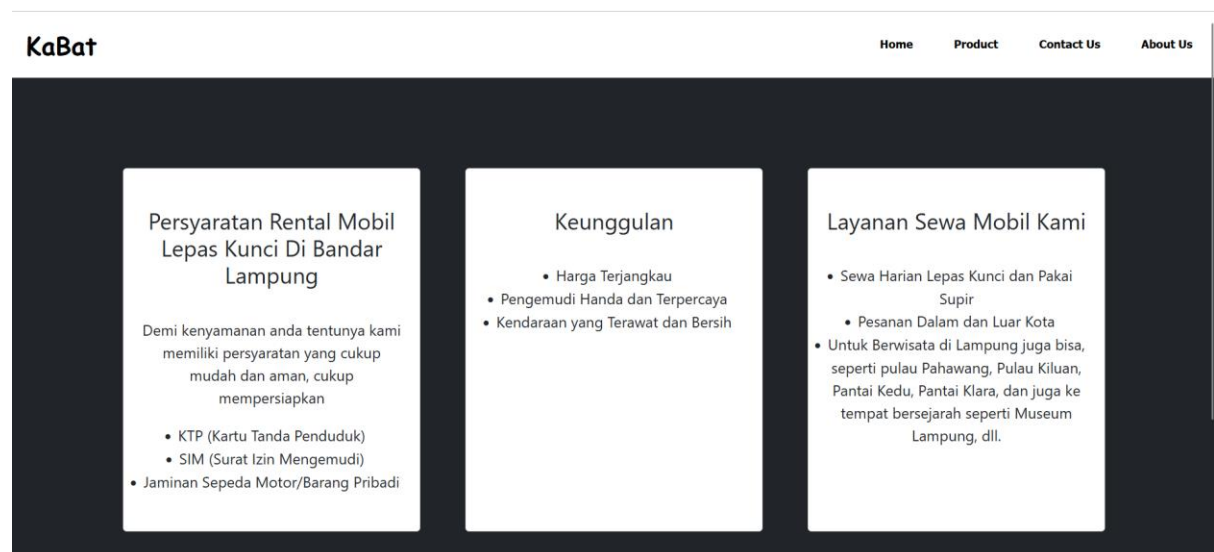 KaBat
Home
Product
Contact Us
About Us
Persyaratan Rental Mobil
Lepas Kunci Di Bandar
Lampung
Demi kenyamanan anda tentunya kami
memiliki persyaratan yang cukup
mudah dan aman, cukup
mempersiapkan
• KTP (Kartu Tanda Penduduk)
• SIM (Surat Izin Mengemudi)
• Jaminan Sepeda Motor/Barang Pribadi
Keunggulan
• Harga Terjangkau
• Pengemudi Handa dan Terpercaya
• Kendaraan yang Terawat dan Bersih
Layanan Sewa Mobil Kami
• Sewa Harian Lepas Kunci dan Pakai
Supir
• Pesanan Dalam dan Luar Kota
• Untuk Berwisata di Lampung juga bisa,
seperti pulau Pahawang, Pulau Kiluan,
Pantai Kedu, Pantai Klara, dan juga ke
tempat bersejarah seperti Museum
Lampung, dll.